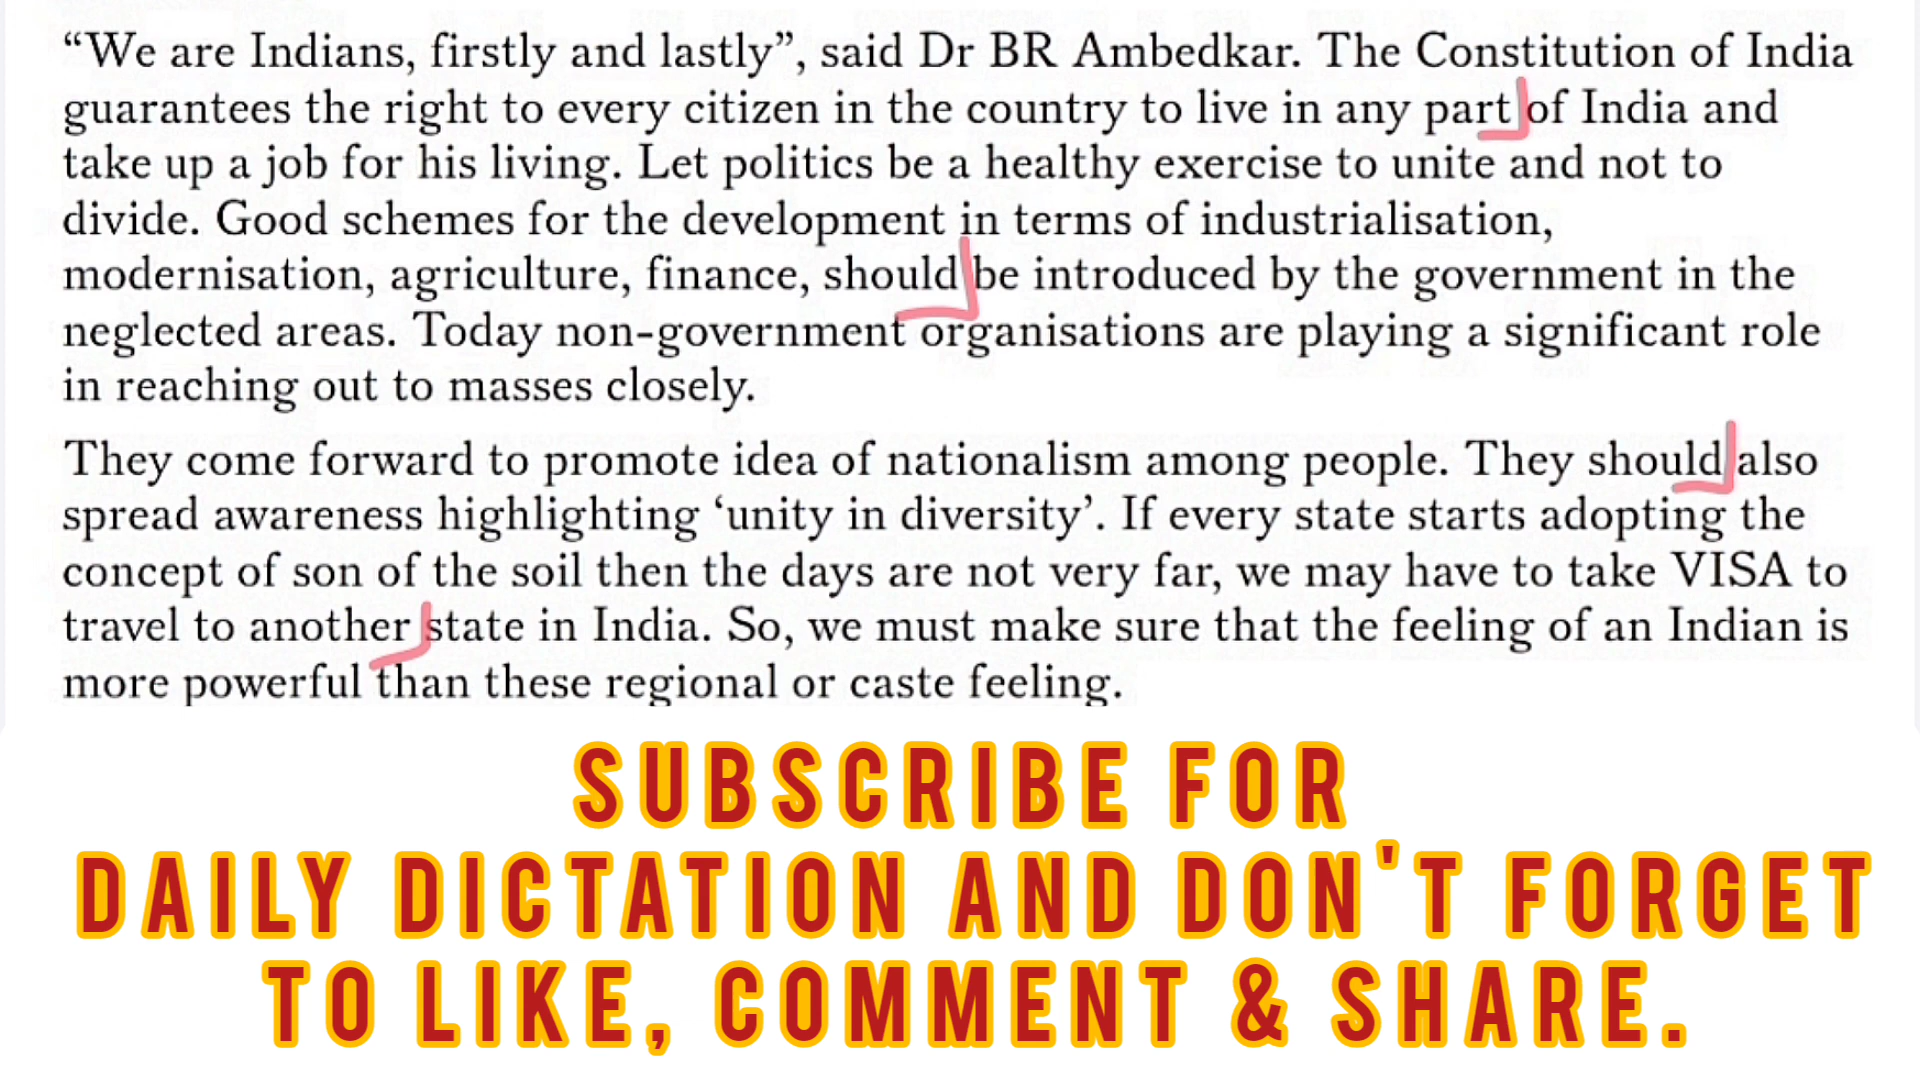 “We are Indians, firstly and lastly”, said Dr BR Ambedkar. The Constitution of India
guarantees the right to every citizen in the country to live in any part of India and
take up a job for his living. Let politics be a healthy exercise to unite and not to
divide. Good schemes for the development in terms of industrialisation,
modernisation, agriculture, finance, should be introduced by the government in the
neglected areas. Today non-government organisations are playing a significant role
in reaching out to masses closely.
They come forward to promote idea of nationalism among people. They should also
spread awareness highlighting ‘unity in diversity’. If every state starts adopting the
concept of son of the soil then the days are not very far, we may have to take VISA to
travel to another state in India. So, we must make sure that the feeling of an Indian is
more powerful than these regional or caste feeling.
SUBSCRIBE FOR
DAILY DICTATION AND DON'T FORGET
TO LIKE, COMMENT & SHARE.